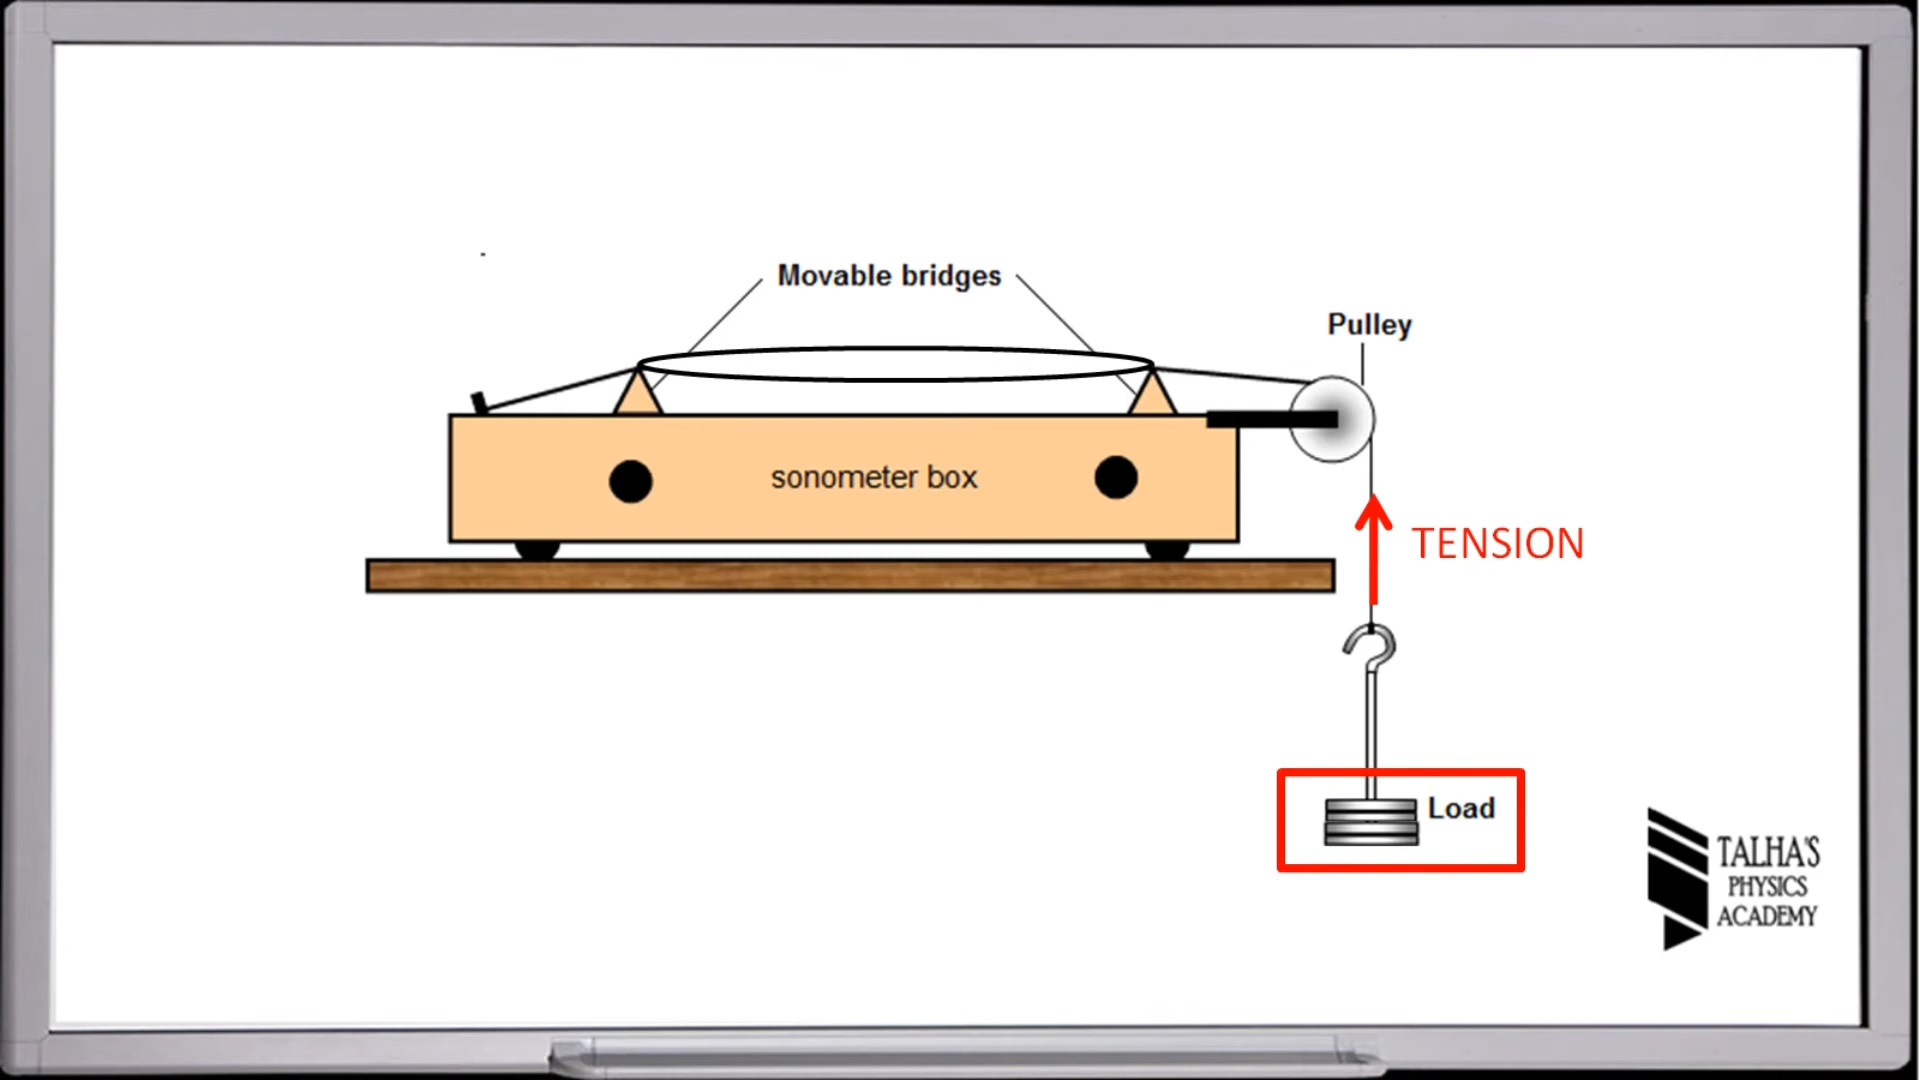 Movable bridges
Pulley
sonometer box
TENSION
Load
TALHA'S
PHYSICS
ACADEMY